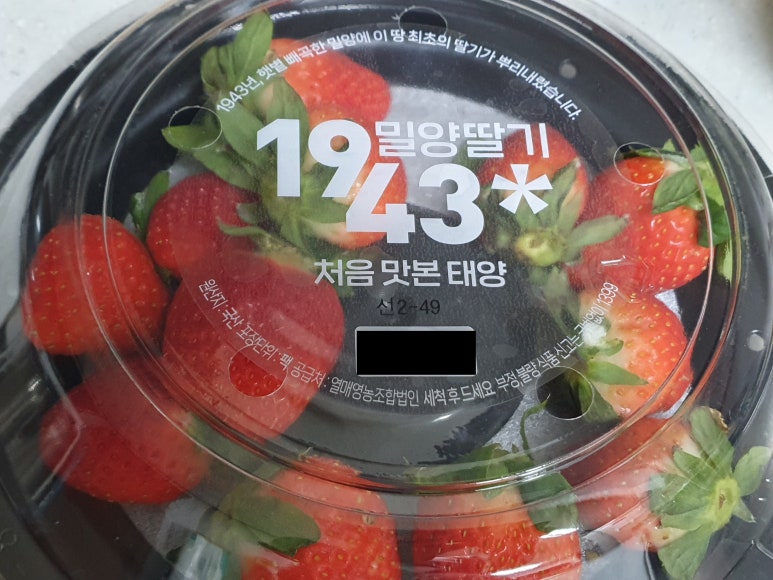 1943년, 햇볕 빼곡한 밀양에 이 땅 최초의 딸기가 뿌리내렸습니다.
밀양딸기
1943*
처음 맛본 태양
선2-49
원산지 : 국산 포장단위 : 팩 공급처 : 열매영농조합법인 세척 후 드세요 부정,불량 식품 신고는 국번없이 1399